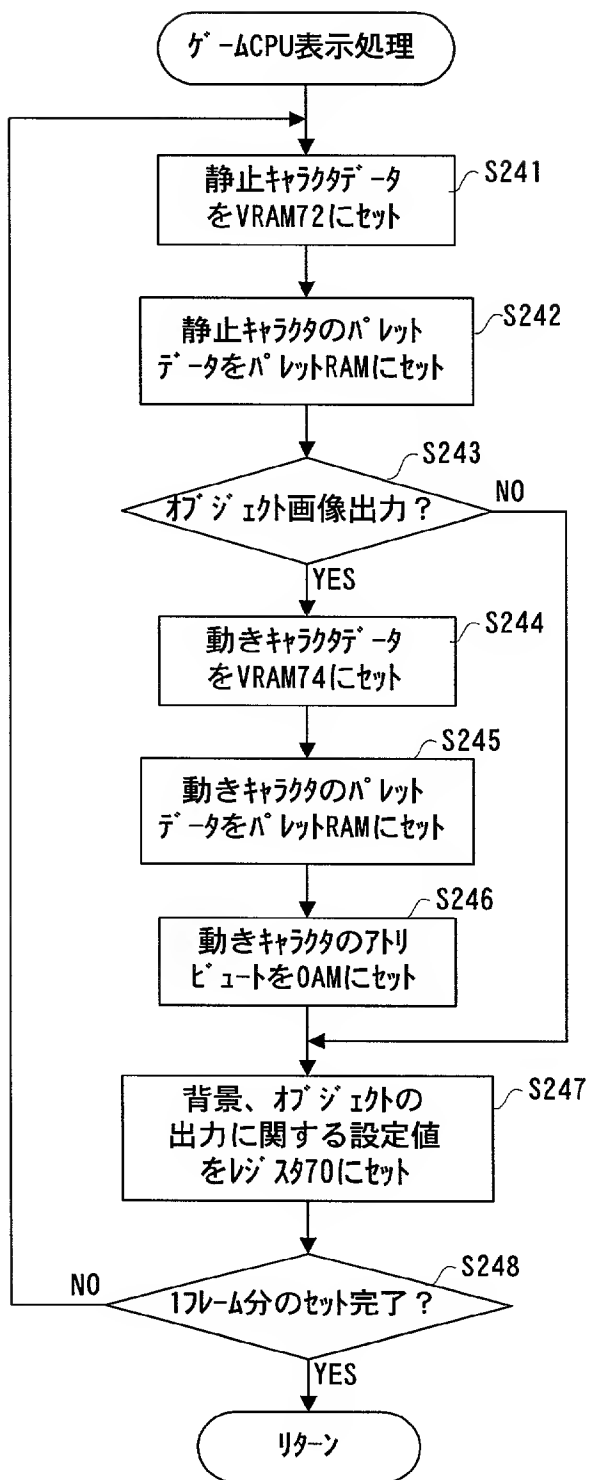 ゲームCPU表示処理
静止キャラクタデータ
をVRAM72にセット
S241
静止キャラクタのパレット
データをパレットRAMにセット
S242
S243
オブジェクト画像出力？
NO
YES
動きキャラクタデータ
をVRAM74にセット
S244
S245
動きキャラクタのパレット
データをパレットRAMにセット
S246
動きキャラクタのアトリ
ビュートをOAMにセット
背景、オブジェクトの
出力に関する設定値
をレジスタ70にセット
S247
S248
NO
1フレーム分のセット完了？
YES
リターン